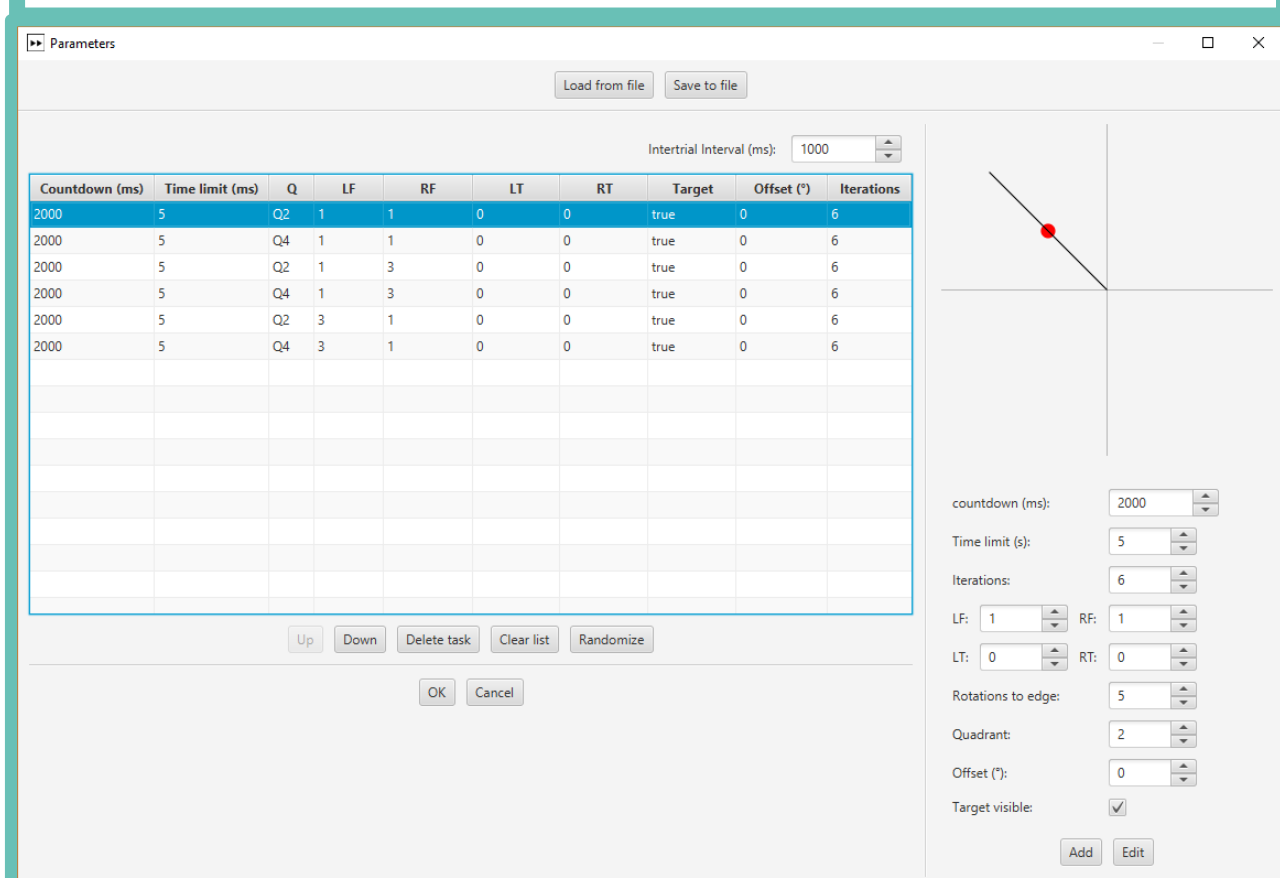 Parameters
Load from file Save to file
Intertrial Interval (ms): 1000
Countdown (ms) Time limit (ms) Q LF RF LT RT Target Offset (°) Iterations
2000 5 Q2 1 1 0 0 true 0 6
2000 5 Q4 1 1 0 0 true 0 6
2000 5 Q2 1 3 0 0 true 0 6
2000 5 Q4 1 3 0 0 true 0 6
2000 5 Q2 3 1 0 0 true 0 6
2000 5 Q4 3 1 0 0 true 0 6
Up Down Delete task Clear list Randomize
OK Cancel
countdown (ms): 2000
Time limit (s): 5
Iterations: 6
LF: 1 RF: 1
LT: 0 RT: 0
Rotations to edge: 5
Quadrant: 2
Offset (°): 0
Target visible:
Add Edit